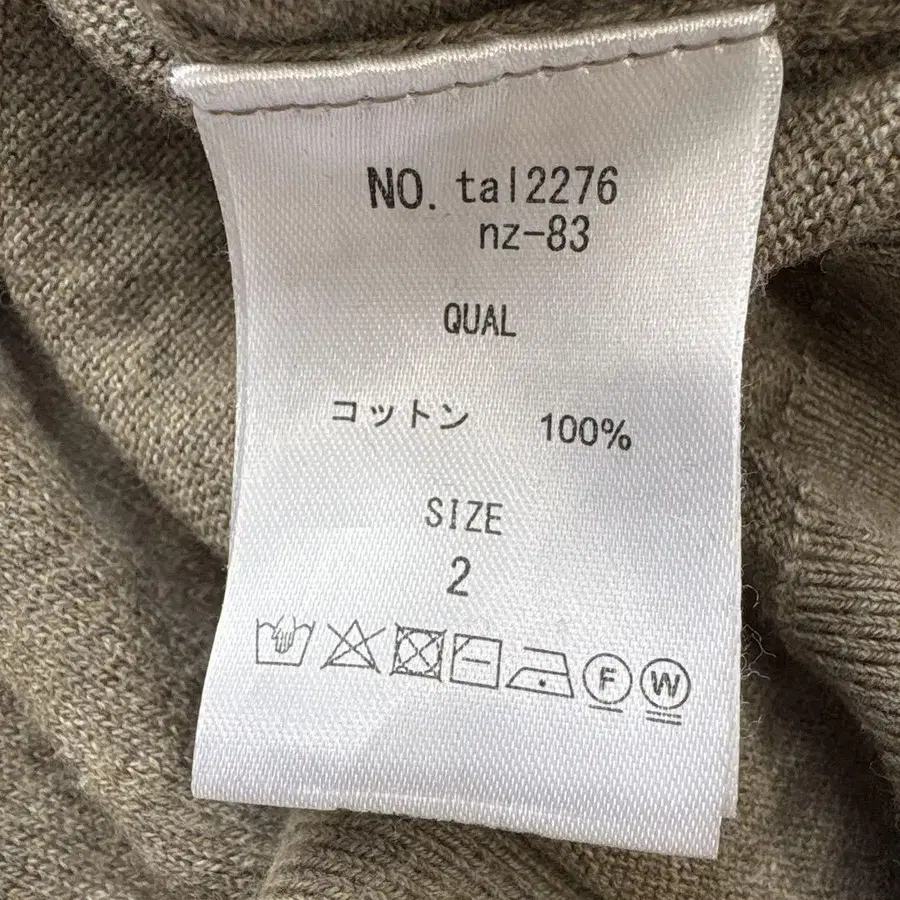 NO. tal2276
nz-83
QUAL
コットン 100%
SIZE
2
F W